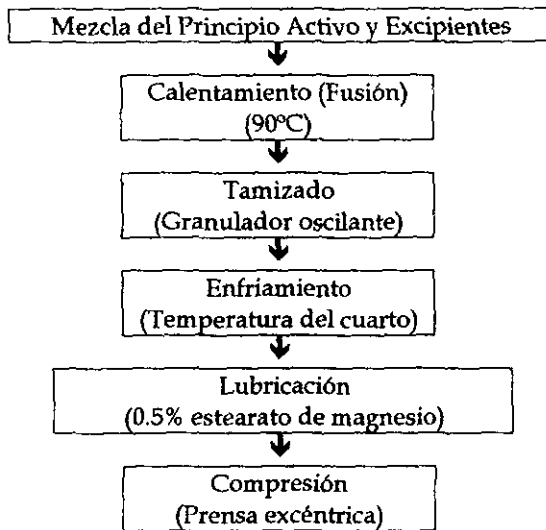 Mezcla del Principio Activo y Excipientes
Calentamiento (Fusión)
(90ºC)
Tamizado
(Granulador oscilante)
Enfriamiento
(Temperatura del cuarto)
Lubricación
(0.5% estearato de magnesio)
Compresión
(Prensa excéntrica)